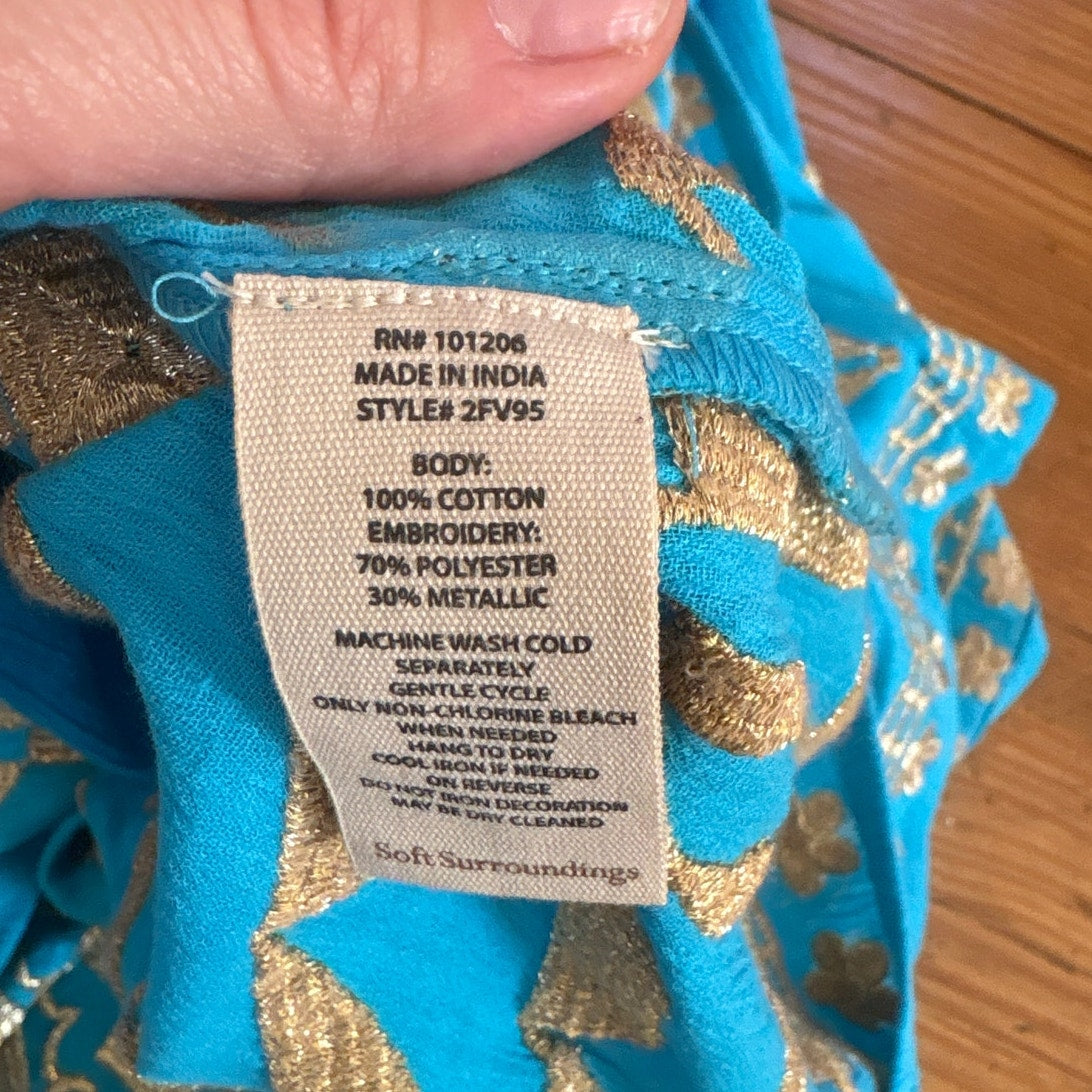 RN# 101206
MADE IN INDIA
STYLE# 2FV95
BODY:
100% COTTON
EMBROIDERY:
70% POLYESTER
30% METALLIC
MACHINE WASH COLD
SEPARATELY
GENTLE CYCLE
ONLY NON-CHLORINE BLEACH
WHEN NEEDED
HANG TO DRY
COOL IRON IF NEEDED
ON REVERSE
DO NOT IRON DECORATION
MAY BE DRY CLEANED
Soft Surroundings